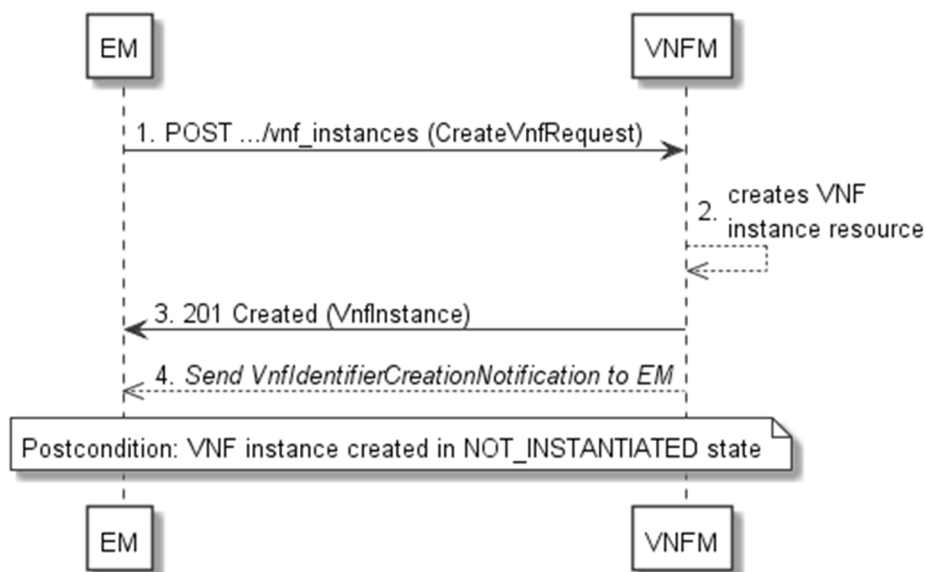 EM
VNFM
1. POST .../vnf_instances (CreateVnfRequest)
2. creates VNF
instance resource
3. 201 Created (VnfInstance)
4. Send VnfIdentifierCreationNotification to EM
Postcondition: VNF instance created in NOT_INSTANTIATED state
EM
VNFM